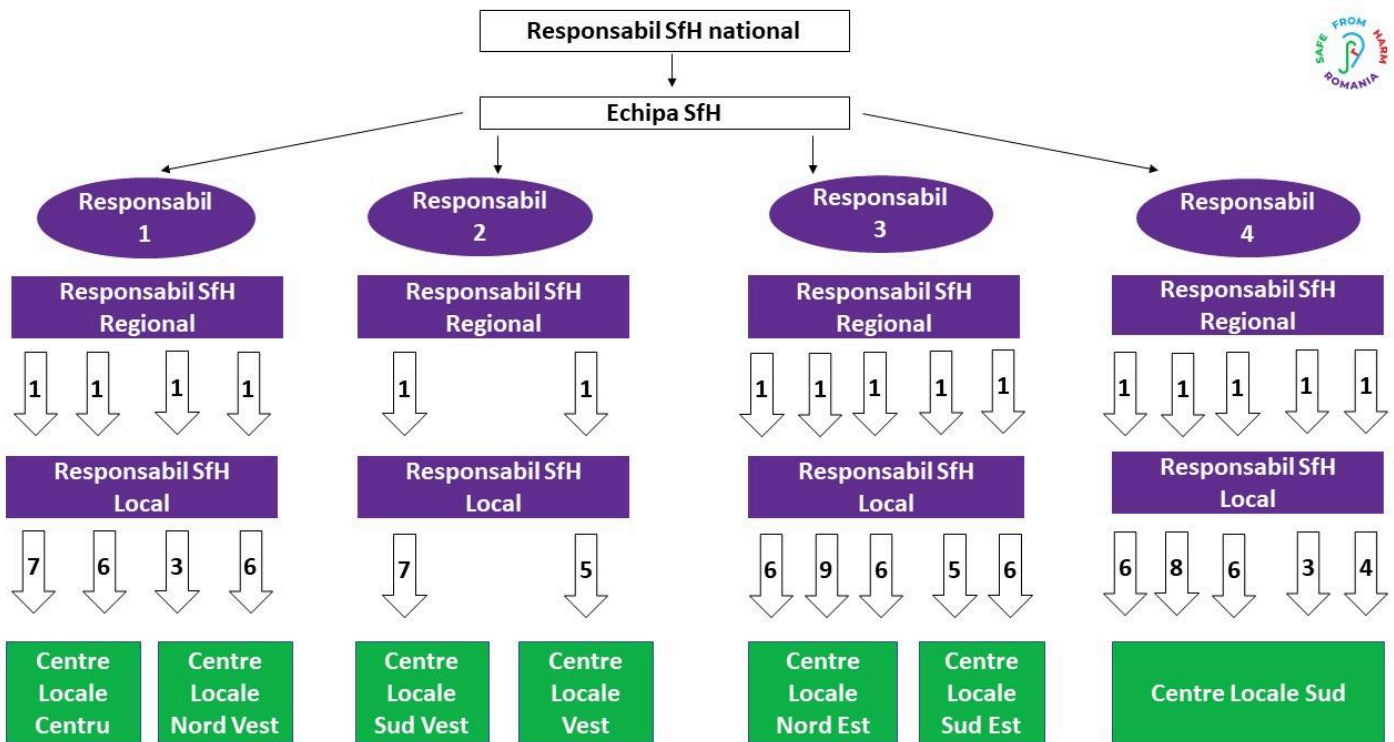 Responsabil SfH national
SAFE FROM HARM ROMANIA
Echipa SfH
Responsabil
1
Responsabil
2
Responsabil
3
Responsabil
4
Responsabil SfH
Regional
Responsabil SfH
Regional
Responsabil SfH
Regional
Responsabil SfH
Regional
1 1 1 1 1 1 1 1 1 1 1 1 1 1 1 1
Responsabil SfH
Local
Responsabil SfH
Local
Responsabil SfH
Local
Responsabil SfH
Local
7 6 3 6 7 5 6 9 6 5 6 6 8 6 3 4
Centre
Locale
Centru
Centre
Locale
Nord Vest
Centre
Locale
Sud Vest
Centre
Locale
Vest
Centre
Locale
Nord Est
Centre
Locale
Sud Est
Centre Locale Sud